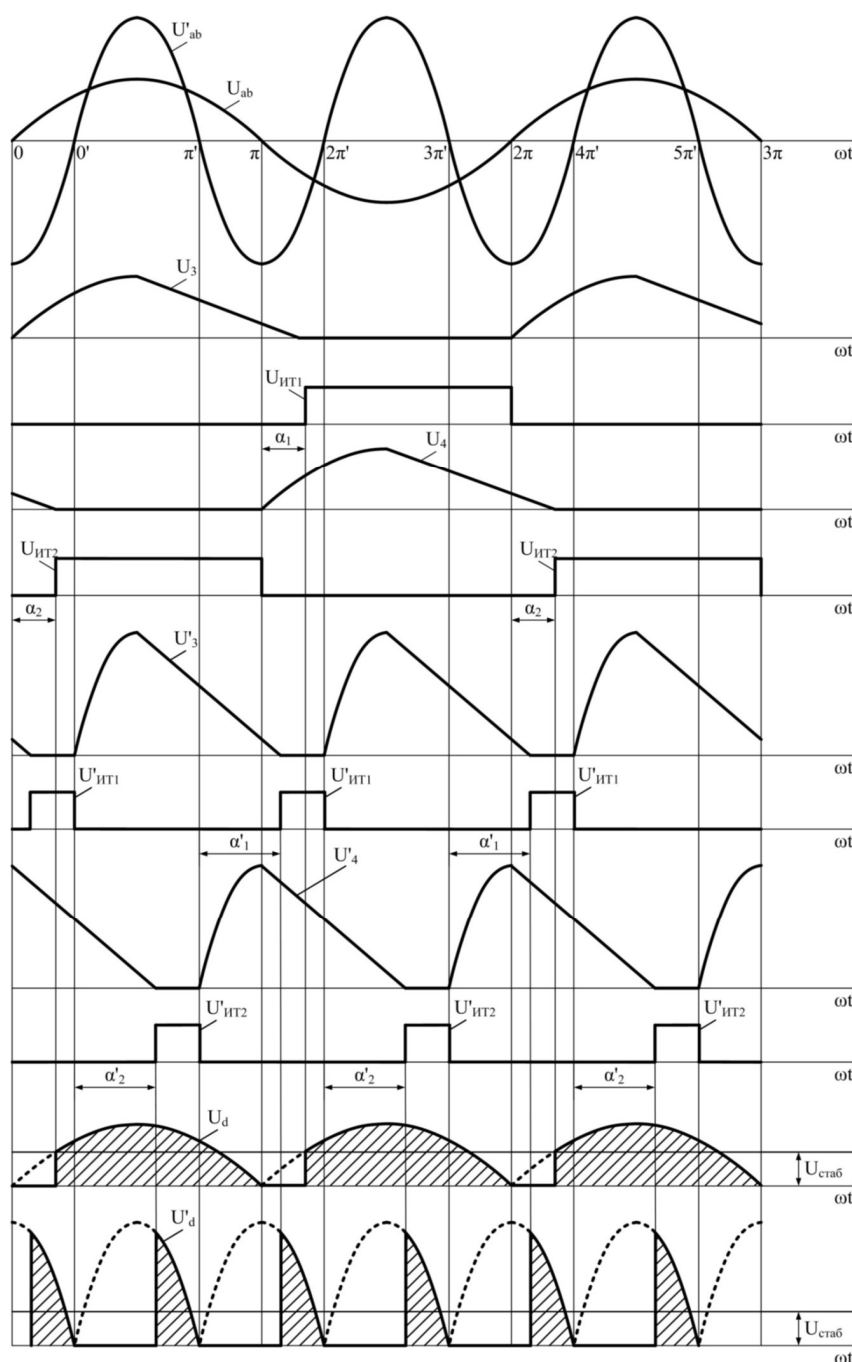 U'ab
Uab
0 0' π' π 2π' 3π' 2π 4π' 5π' 3π ωt
U3
ωt
UИТ1
α1
ωt
U4
ωt
UИТ2 UИТ2
α2 α2
ωt
U'3
ωt
U'ИТ1 U'ИТ1 U'ИТ1
ωt
α'1 α'1
U'4
ωt
U'ИТ2 U'ИТ2 U'ИТ2
ωt
α'2 α'2 α'2
Ud
Uстаб
ωt
U'd
Uстаб
ωt